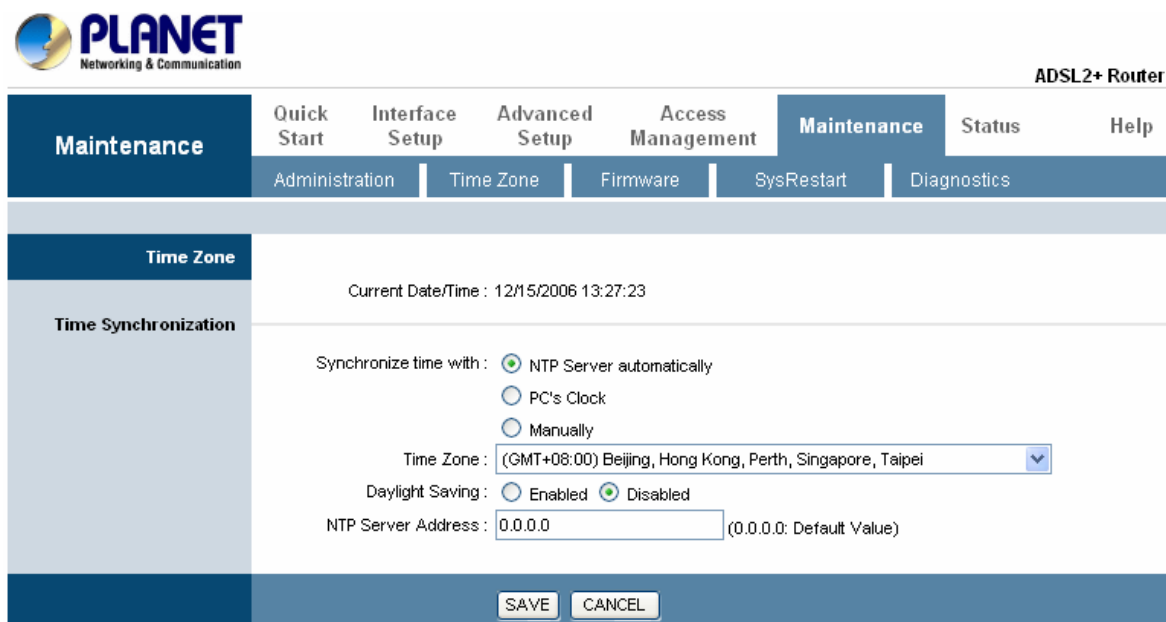 PLANET
Networking & Communication
ADSL2+ Router
Maintenance
Quick Start
Interface Setup
Advanced Setup
Access Management
Maintenance
Status
Help
Administration
Time Zone
Firmware
SysRestart
Diagnostics
Time Zone
Current Date/Time : 12/15/2006 13:27:23
Time Synchronization
Synchronize time with : NTP Server automatically
PC's Clock
Manually
Time Zone : (GMT+08:00) Beijing, Hong Kong, Perth, Singapore, Taipei
Daylight Saving : Enabled Disabled
NTP Server Address : 0.0.0.0 (0.0.0.0: Default Value)
SAVE CANCEL